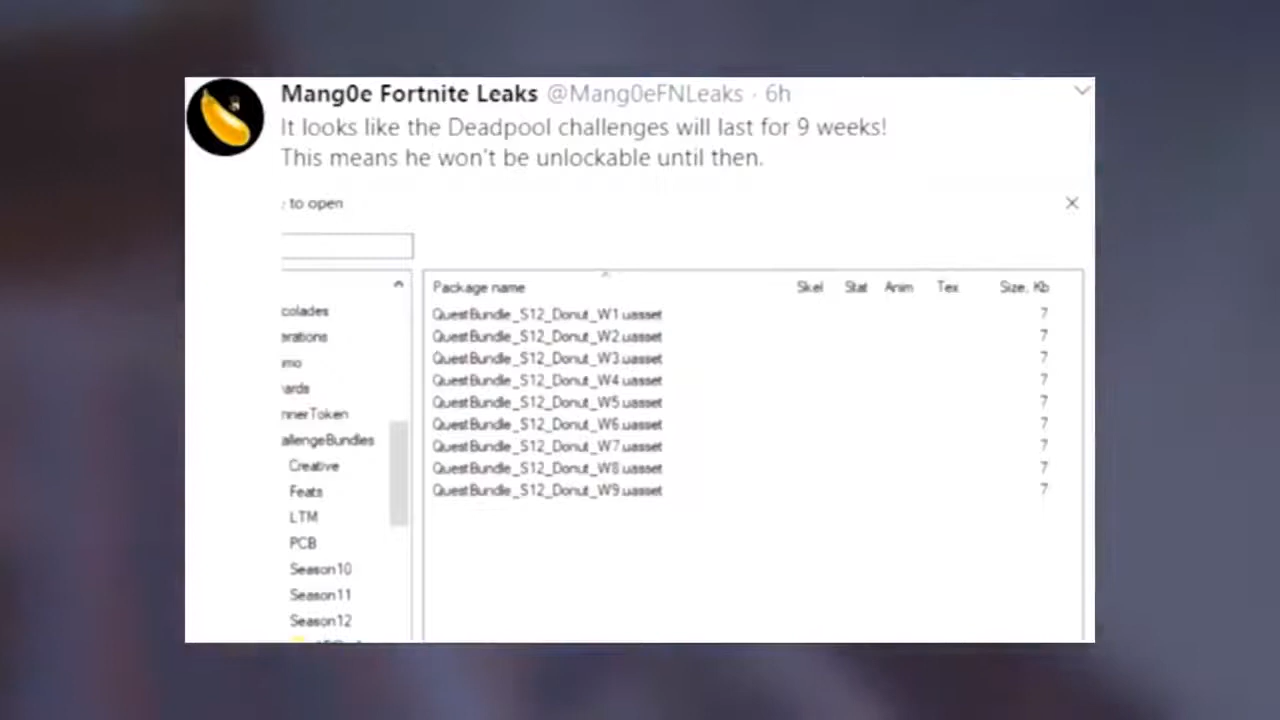 Mang0e Fortnite Leaks @Mang0eFNLeaks · 6h
It looks like the Deadpool challenges will last for 9 weeks!
This means he won't be unlockable until then.
to open
Package name Skel Stat Anim Tex Size, Kb
QuestBundle_S12_Donut_W1.uasset 7
QuestBundle_S12_Donut_W2.uasset 7
QuestBundle_S12_Donut_W3.uasset 7
QuestBundle_S12_Donut_W4.uasset 7
QuestBundle_S12_Donut_W5.uasset 7
QuestBundle_S12_Donut_W6.uasset 7
QuestBundle_S12_Donut_W7.uasset 7
QuestBundle_S12_Donut_W8.uasset 7
QuestBundle_S12_Donut_W9.uasset 7
colades
erations
mo
ards
nnerToken
allengeBundles
Creative
Feats
LTM
PCB
Season10
Season11
Season12